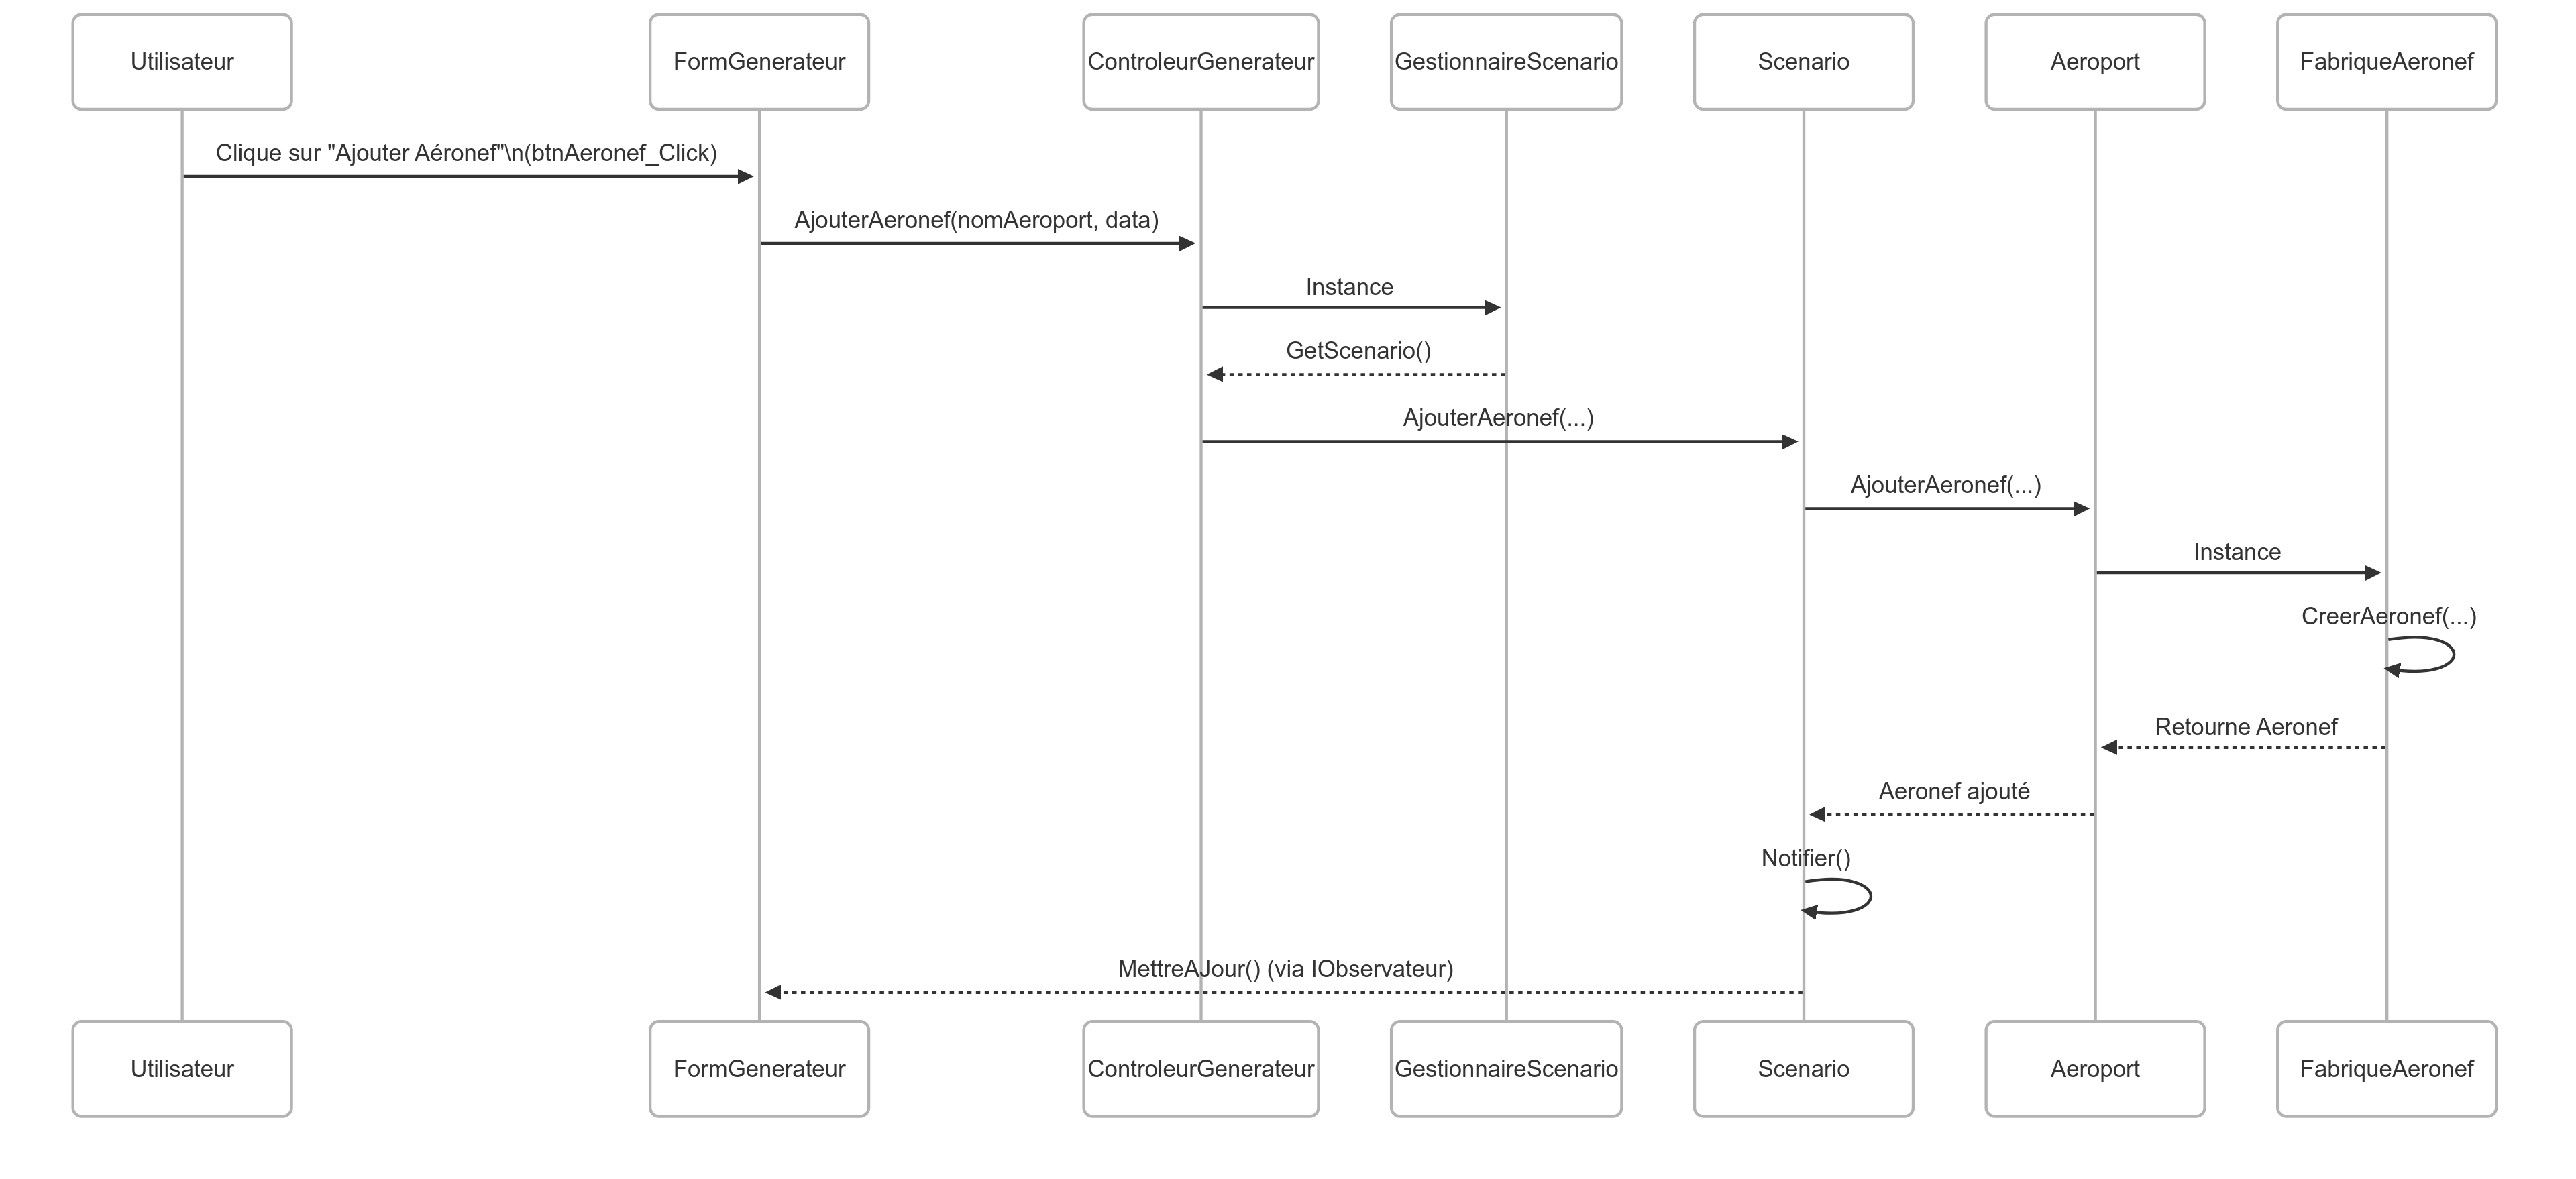 Utilisateur
FormGenerateur
ControleurGenerateur
GestionnaireScenario
Scenario
Aeroport
FabriqueAeronef
Clique sur "Ajouter Aéronef"\n(btnAeronef_Click)
AjouterAeronef(nomAeroport, data)
Instance
GetScenario()
AjouterAeronef(...)
AjouterAeronef(...)
Instance
CreerAeronef(...)
Retourne Aeronef
Aeronef ajouté
Notifier()
MettreAJour() (via IObservateur)
Utilisateur
FormGenerateur
ControleurGenerateur
GestionnaireScenario
Scenario
Aeroport
FabriqueAeronef